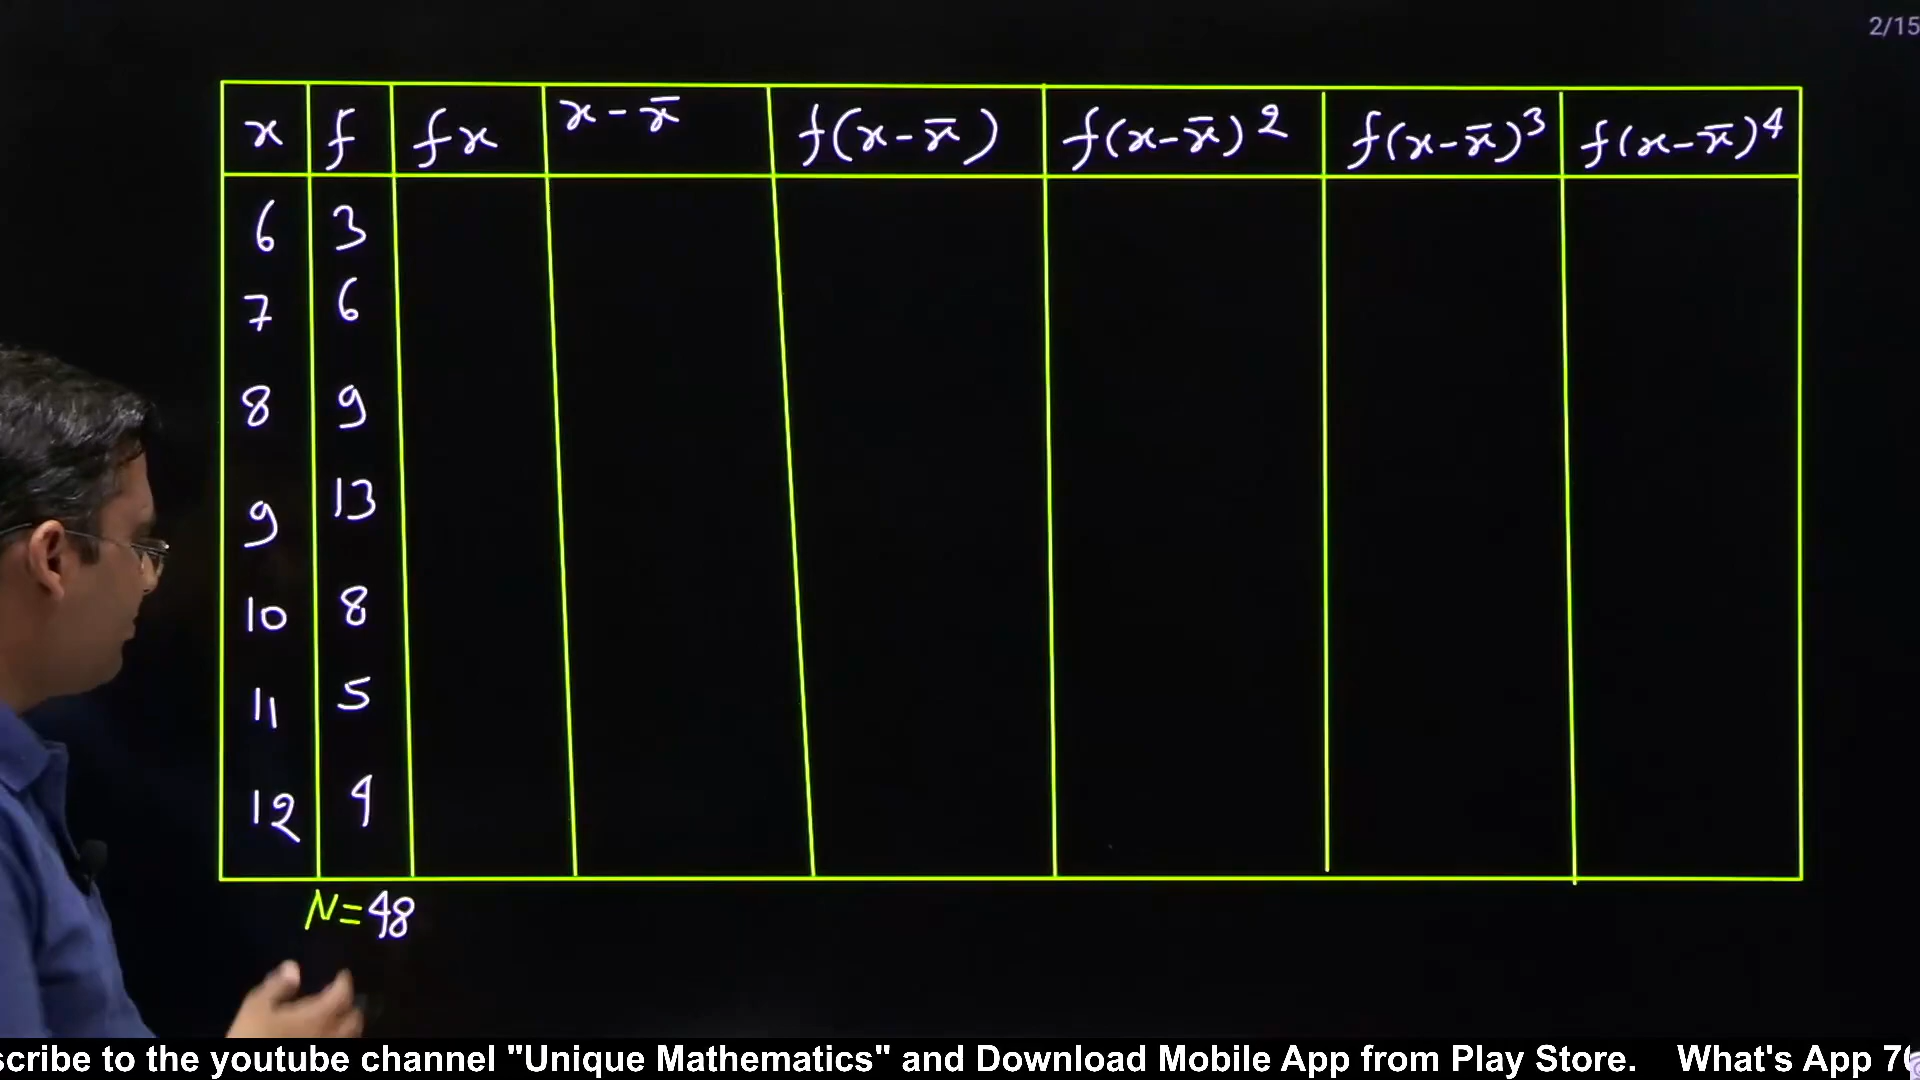 2/15
x f fx x - x̄ f(x-x̄) f(x-x̄)² f(x-x̄)³ f(x-x̄)⁴
6 3
7 6
8 9
9 13
10 8
11 5
12 4
N=48
scribe to the youtube channel "Unique Mathematics" and Download Mobile App from Play Store. What's App 7